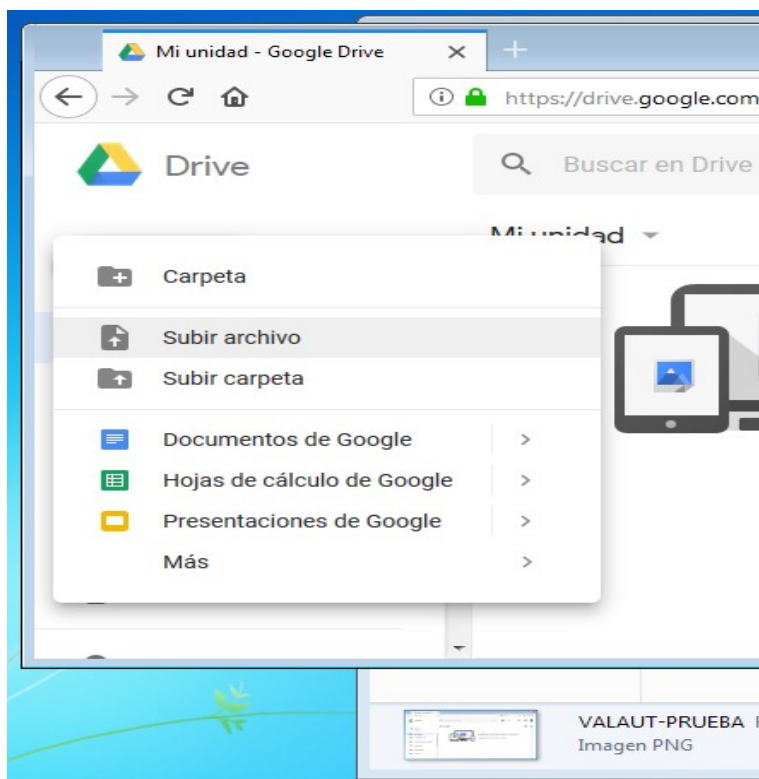 Mi unidad - Google Drive
https://drive.google.com
Drive
Buscar en Drive
Mi unidad
Carpeta
Subir archivo
Subir carpeta
Documentos de Google
Hojas de cálculo de Google
Presentaciones de Google
Más
VALAUT-PRUEBA
Imagen PNG